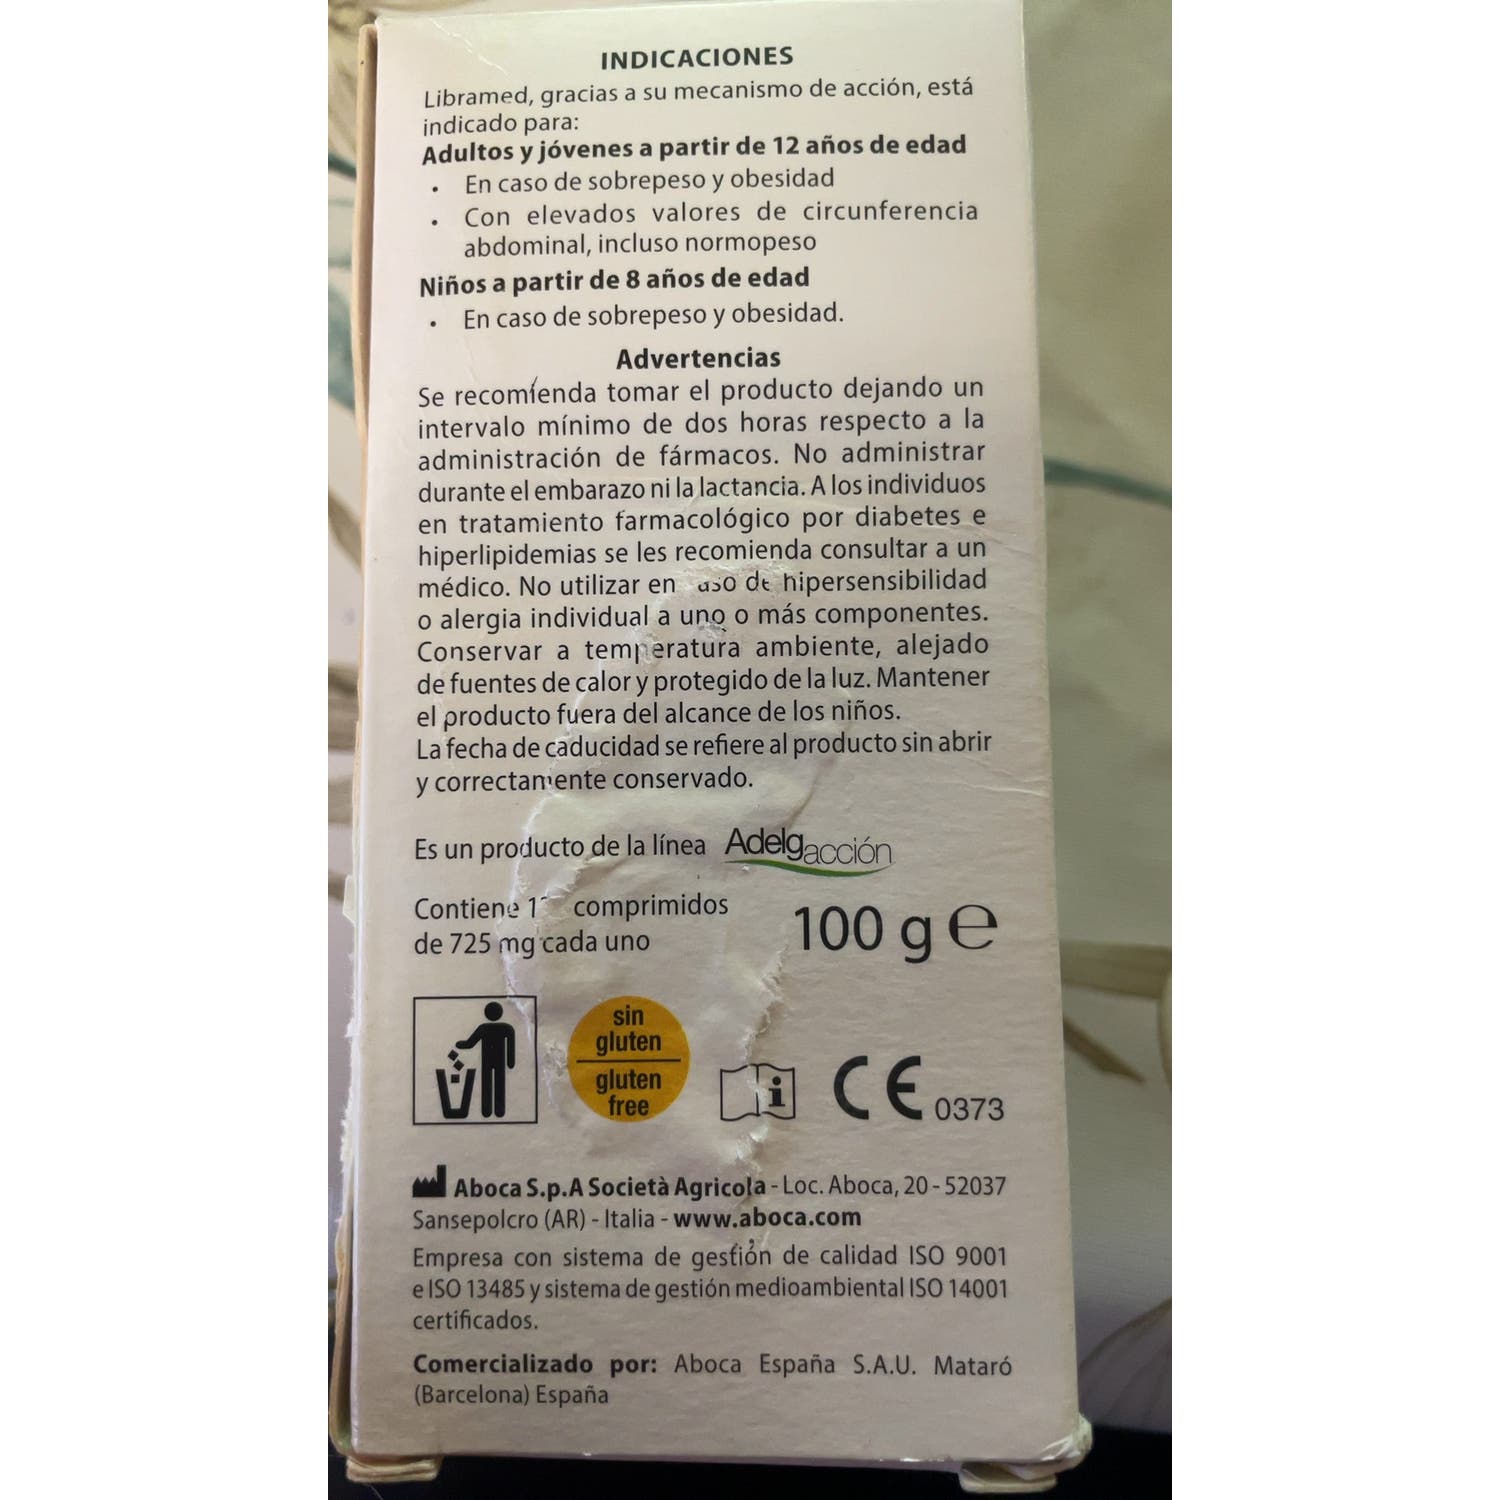 INDICACIONES
Libramed, gracias a su mecanismo de acción, está
indicado para:
Adultos y jóvenes a partir de 12 años de edad
• En caso de sobrepeso y obesidad
• Con elevados valores de circunferencia
abdominal, incluso normopeso
Niños a partir de 8 años de edad
• En caso de sobrepeso y obesidad.
Advertencias
Se recomienda tomar el producto dejando un
intervalo mínimo de dos horas respecto a la
administración de fármacos. No administrar
durante el embarazo ni la lactancia. A los individuos
en tratamiento farmacológico por diabetes e
hiperlipidemias se les recomienda consultar a un
médico. No utilizar en caso de hipersensibilidad
o alergia individual a uno o más componentes.
Conservar a temperatura ambiente, alejado
de fuentes de calor y protegido de la luz. Mantener
el producto fuera del alcance de los niños.
La fecha de caducidad se refiere al producto sin abrir
y correctamente conservado.
Es un producto de la línea Adelgacción
Contiene comprimidos
de 725 mg cada uno
100 g e
sin
gluten
gluten
free
i
CE 0373
Aboca S.p.A Società Agricola - Loc. Aboca, 20 - 52037
Sansepolcro (AR) - Italia - www.aboca.com
Empresa con sistema de gestión de calidad ISO 9001
e ISO 13485 y sistema de gestión medioambiental ISO 14001
certificados.
Comercializado por: Aboca España S.A.U. Mataró
(Barcelona) España